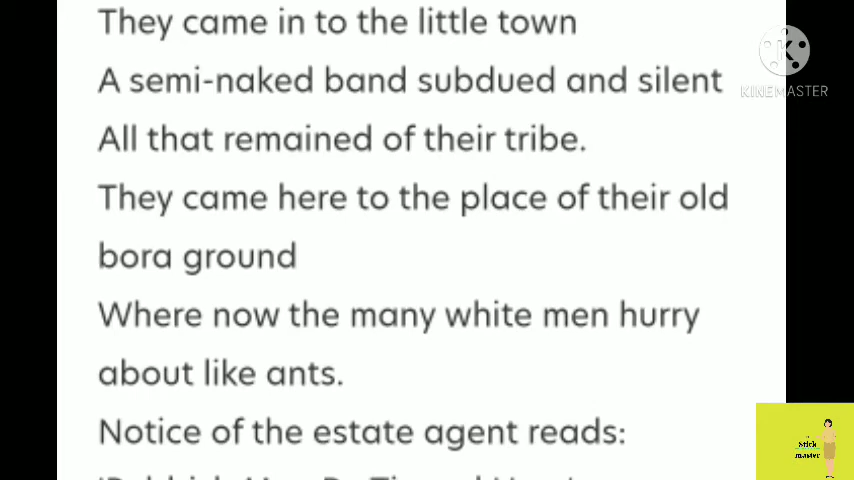 They came in to the little town
A semi-naked band subdued and silent
All that remained of their tribe.
They came here to the place of their old
bora ground
Where now the many white men hurry
about like ants.
Notice of the estate agent reads:
KINEMASTER
Stick
master